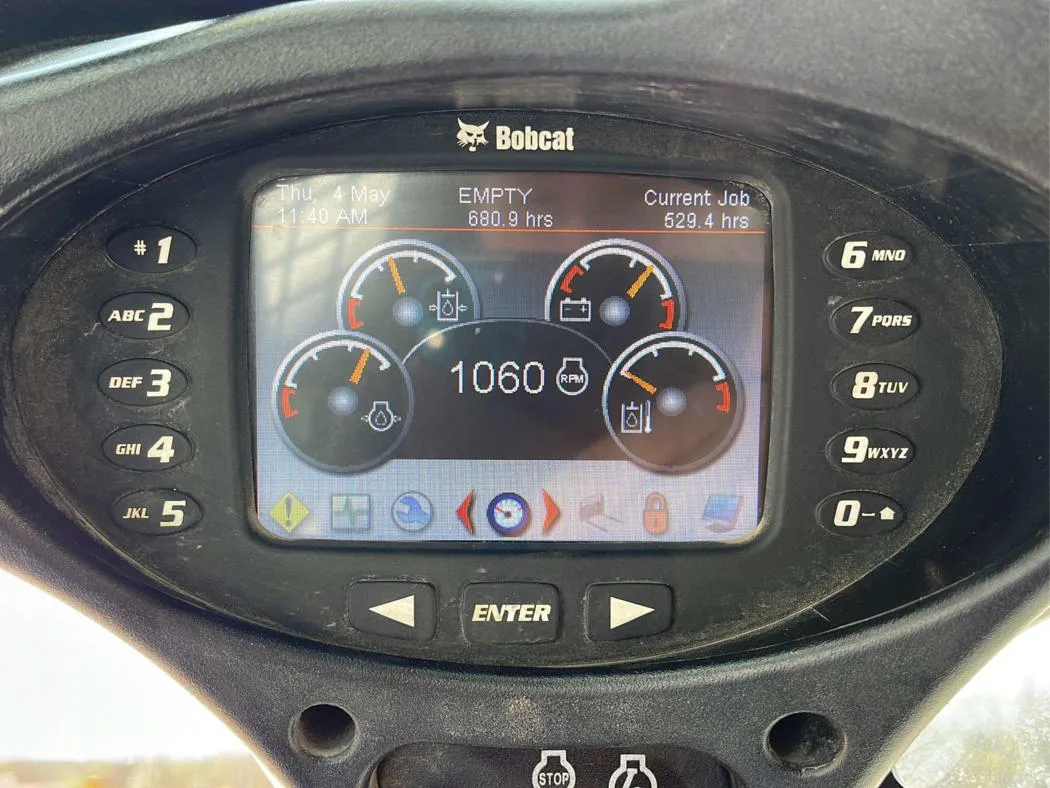 Bobcat
Thu, 4 May EMPTY Current Job
11:40 AM 680.9 hrs 529.4 hrs
# 1
ABC 2
DEF 3
GHI 4
JKL 5
1060 RPM
6 MNO
7 PQRS
8 TUV
9 WXYZ
0 -
ENTER
STOP